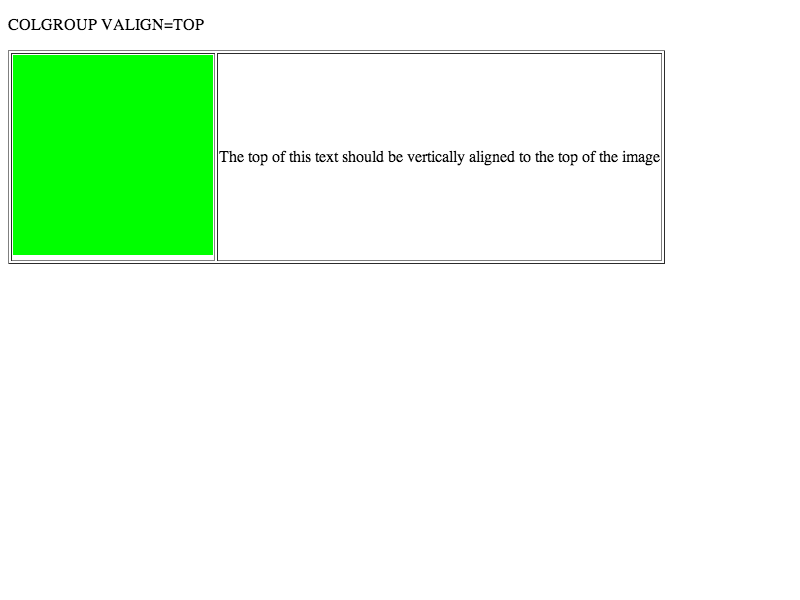 COLGROUP VALIGN=TOP
The top of this text should be vertically aligned to the top of the image